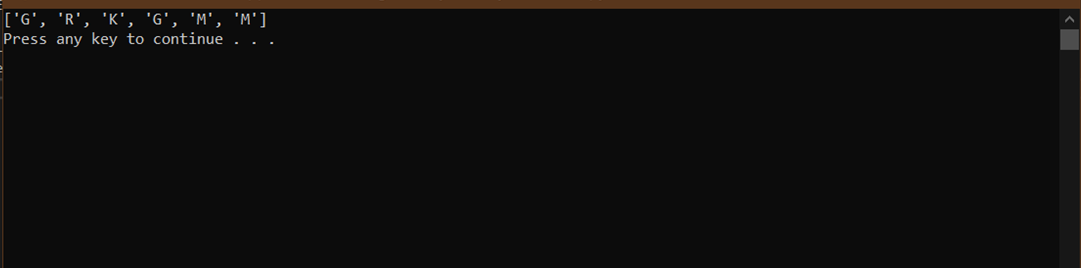 ['G', 'R', 'K', 'G', 'M', 'M']
Press any key to continue . . .